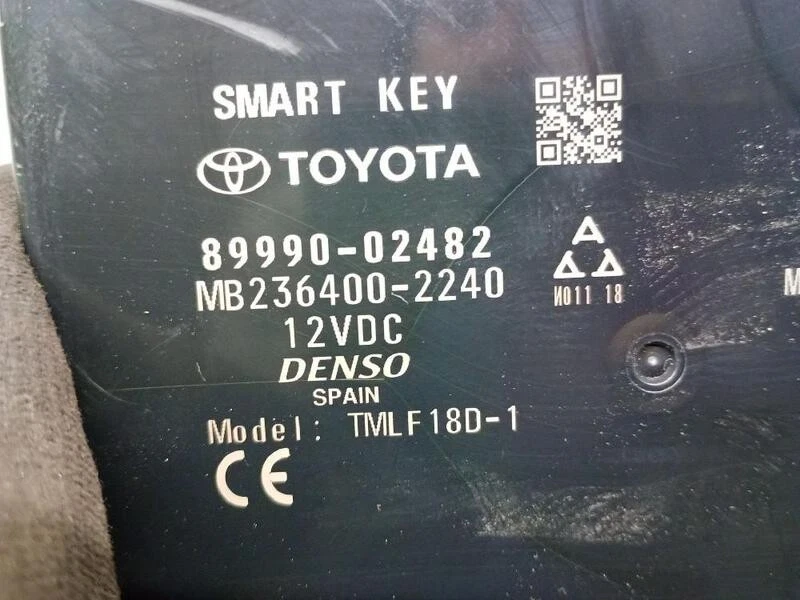 SMART KEY
TOYOTA
89990-02482
MB236400-2240
12VDC
DENSO
SPAIN
Model: TMLF18D-1
CE
A
И011 18
M